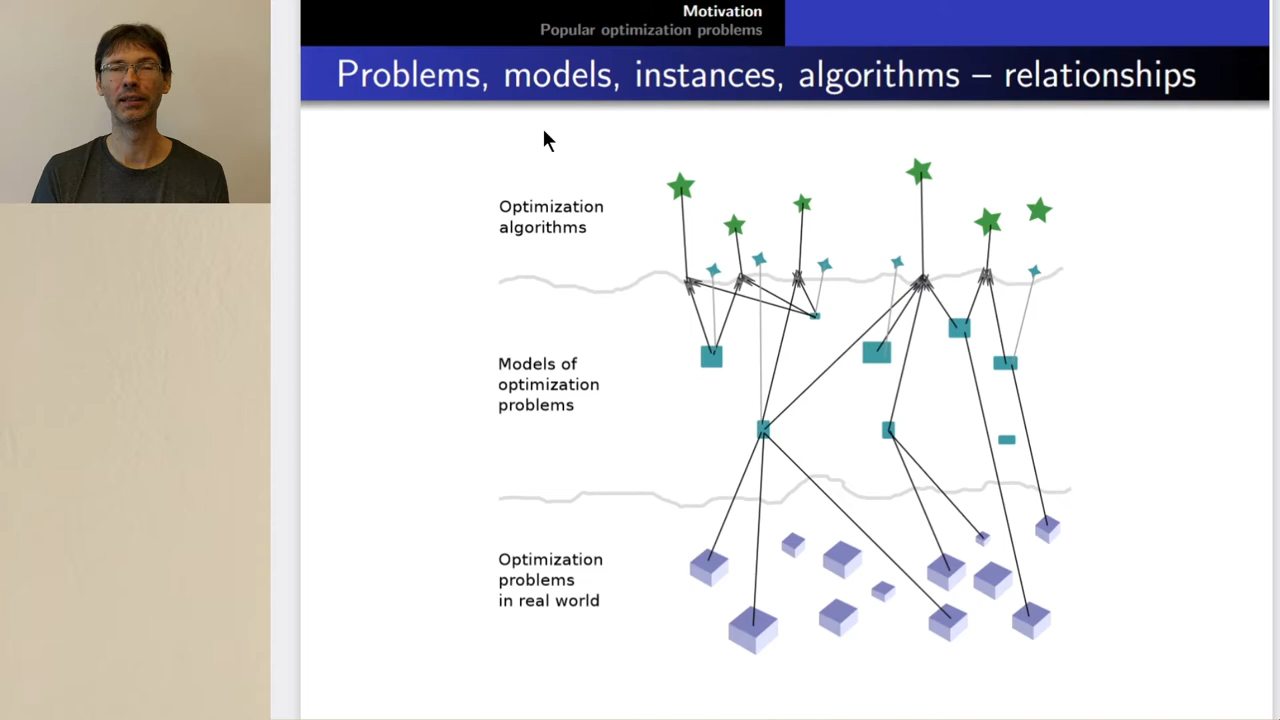 Motivation
Popular optimization problems
Problems, models, instances, algorithms – relationships
Optimization
algorithms
Models of
optimization
problems
Optimization
problems
in real world